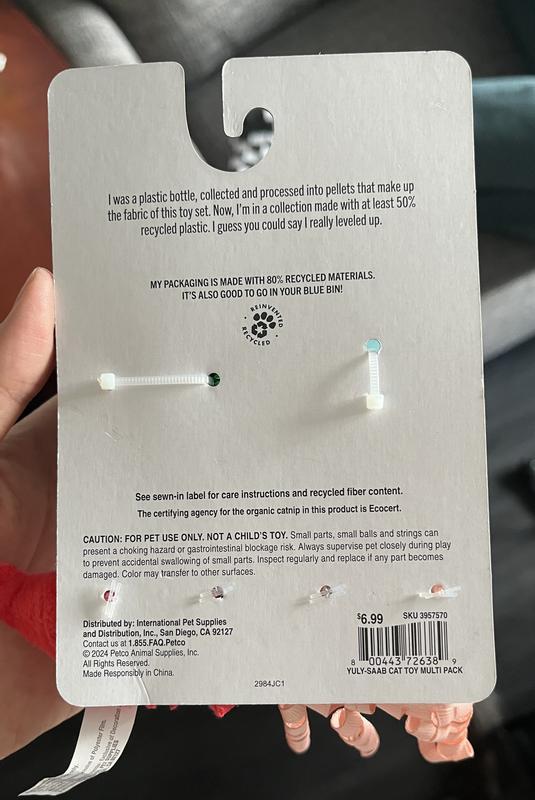 I was a plastic bottle, collected and processed into pellets that make up
the fabric of this toy set. Now, I'm in a collection made with at least 50%
recycled plastic. I guess you could say I really leveled up.
MY PACKAGING IS MADE WITH 80% RECYCLED MATERIALS.
IT'S ALSO GOOD TO GO IN YOUR BLUE BIN!
REINVENTED
RECYCLED
See sewn-in label for care instructions and recycled fiber content.
The certifying agency for the organic catnip in this product is Ecocert.
CAUTION: FOR PET USE ONLY. NOT A CHILD'S TOY. Small parts, small balls and strings can
present a choking hazard or gastrointestinal blockage risk. Always supervise pet closely during play
to prevent accidental swallowing of small parts. Inspect regularly and replace if any part becomes
damaged. Color may transfer to other surfaces.
Distributed by: International Pet Supplies
and Distribution, Inc., San Diego, CA 92127
Contact us at 1.855.FAQ.Petco
© 2024 Petco Animal Supplies, Inc.
All Rights Reserved.
Made Responsibly in China.
$6.99 SKU 3957570
8 00443 72638 9
YULY-SAAB CAT TOY MULTI PACK
2984JC1
of Polyester Film.
Exclusive of Decoration